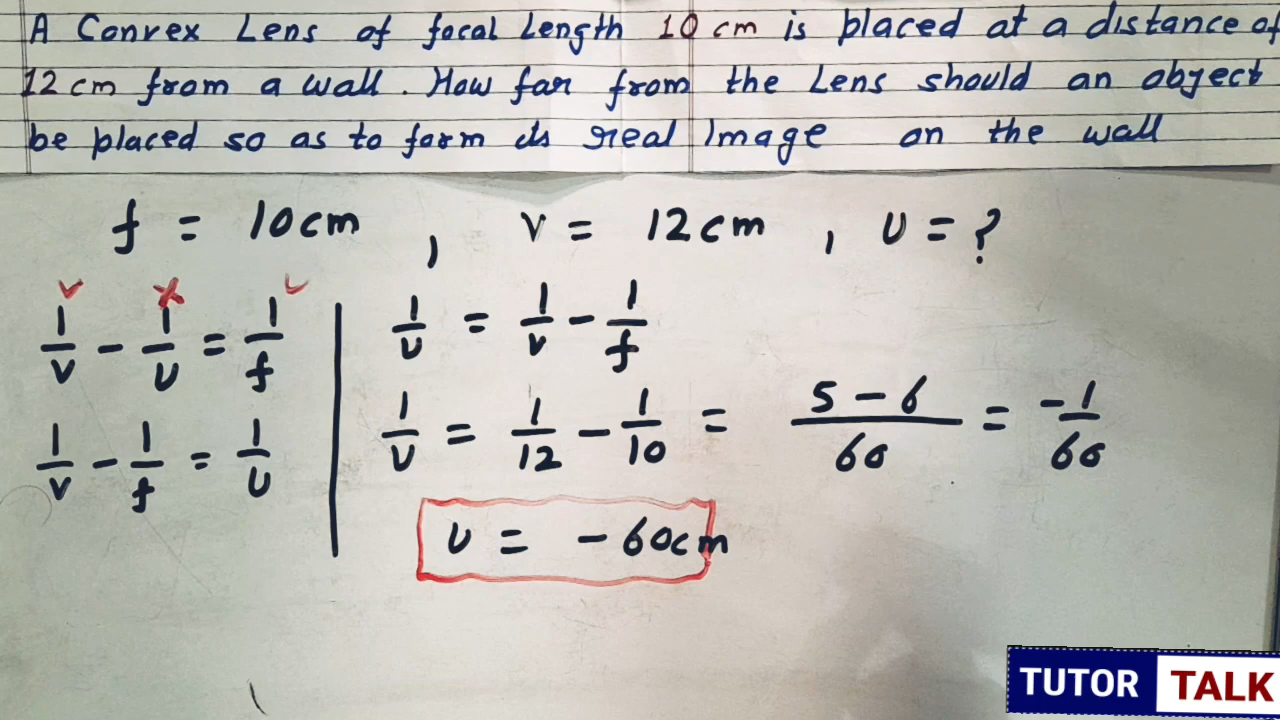 A Convex Lens of focal Length 10 cm is placed at a distance of
12 cm from a wall. How far from the Lens should an object
be placed so as to form its real Image on the wall
f = 10cm , v = 12cm , u = ?
✓ × ✓
1/v - 1/u = 1/f
1/v - 1/f = 1/u
1/u = 1/v - 1/f
1/u = 1/12 - 1/10 = (5 - 6)/60 = -1/60
u = -60cm
TUTOR TALK